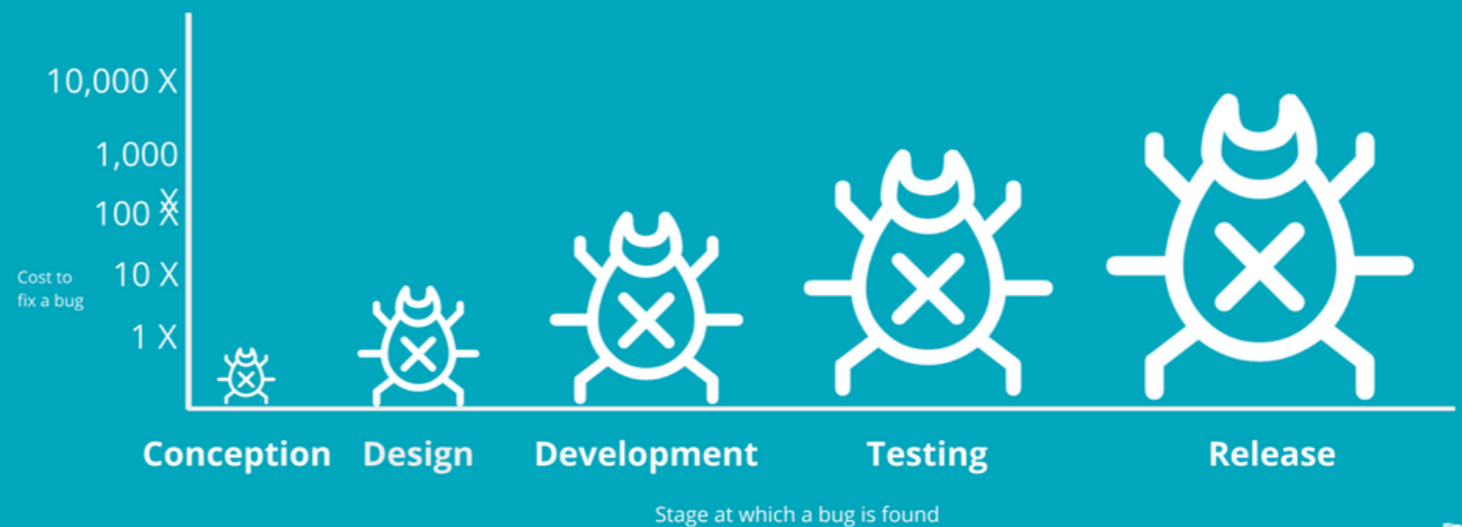 10,000 X
1,000
X
100 X
10 X
Cost to
fix a bug
1 X
Conception Design Development Testing Release
Stage at which a bug is found